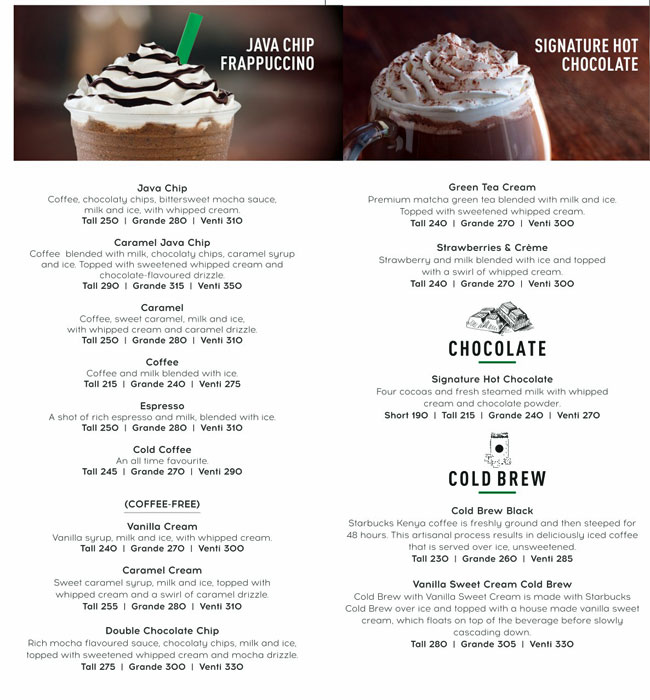 JAVA CHIP
FRAPPUCCINO
SIGNATURE HOT
CHOCOLATE
Java Chip
Coffee, chocolaty chips, bittersweet mocha sauce,
milk and ice, with whipped cream.
Tall 250 | Grande 280 | Venti 310
Caramel Java Chip
Coffee blended with milk, chocolaty chips, caramel syrup
and ice. Topped with sweetened whipped cream and
chocolate-flavoured drizzle.
Tall 290 | Grande 315 | Venti 350
Caramel
Coffee, sweet caramel, milk and ice,
with whipped cream and caramel drizzle.
Tall 250 | Grande 280 | Venti 310
Coffee
Coffee and milk blended with ice.
Tall 215 | Grande 240 | Venti 275
Espresso
A shot of rich espresso and milk, blended with ice.
Tall 250 | Grande 280 | Venti 310
Cold Coffee
An all time favourite.
Tall 245 | Grande 270 | Venti 290
(COFFEE-FREE)
Vanilla Cream
Vanilla syrup, milk and ice, with whipped cream.
Tall 240 | Grande 270 | Venti 300
Caramel Cream
Sweet caramel syrup, milk and ice, topped with
whipped cream and a swirl of caramel drizzle.
Tall 255 | Grande 280 | Venti 310
Double Chocolate Chip
Rich mocha flavoured sauce, chocolaty chips, milk and ice,
topped with sweetened whipped cream and mocha drizzle.
Tall 275 | Grande 300 | Venti 330
Green Tea Cream
Premium matcha green tea blended with milk and ice.
Topped with sweetened whipped cream.
Tall 240 | Grande 270 | Venti 300
Strawberries & Crème
Strawberry and milk blended with ice and topped
with a swirl of whipped cream.
Tall 240 | Grande 270 | Venti 300
CHOCOLATE
Signature Hot Chocolate
Four cocoas and fresh steamed milk with whipped
cream and chocolate powder.
Short 190 | Tall 215 | Grande 240 | Venti 270
COLD BREW
Cold Brew Black
Starbucks Kenya coffee is freshly ground and then steeped for
48 hours. This artisanal process results in deliciously iced coffee
that is served over ice, unsweetened.
Tall 230 | Grande 260 | Venti 285
Vanilla Sweet Cream Cold Brew
Cold Brew with Vanilla Sweet Cream is made with Starbucks
Cold Brew over ice and topped with a house made vanilla sweet
cream, which floats on top of the beverage before slowly
cascading down.
Tall 280 | Grande 305 | Venti 330